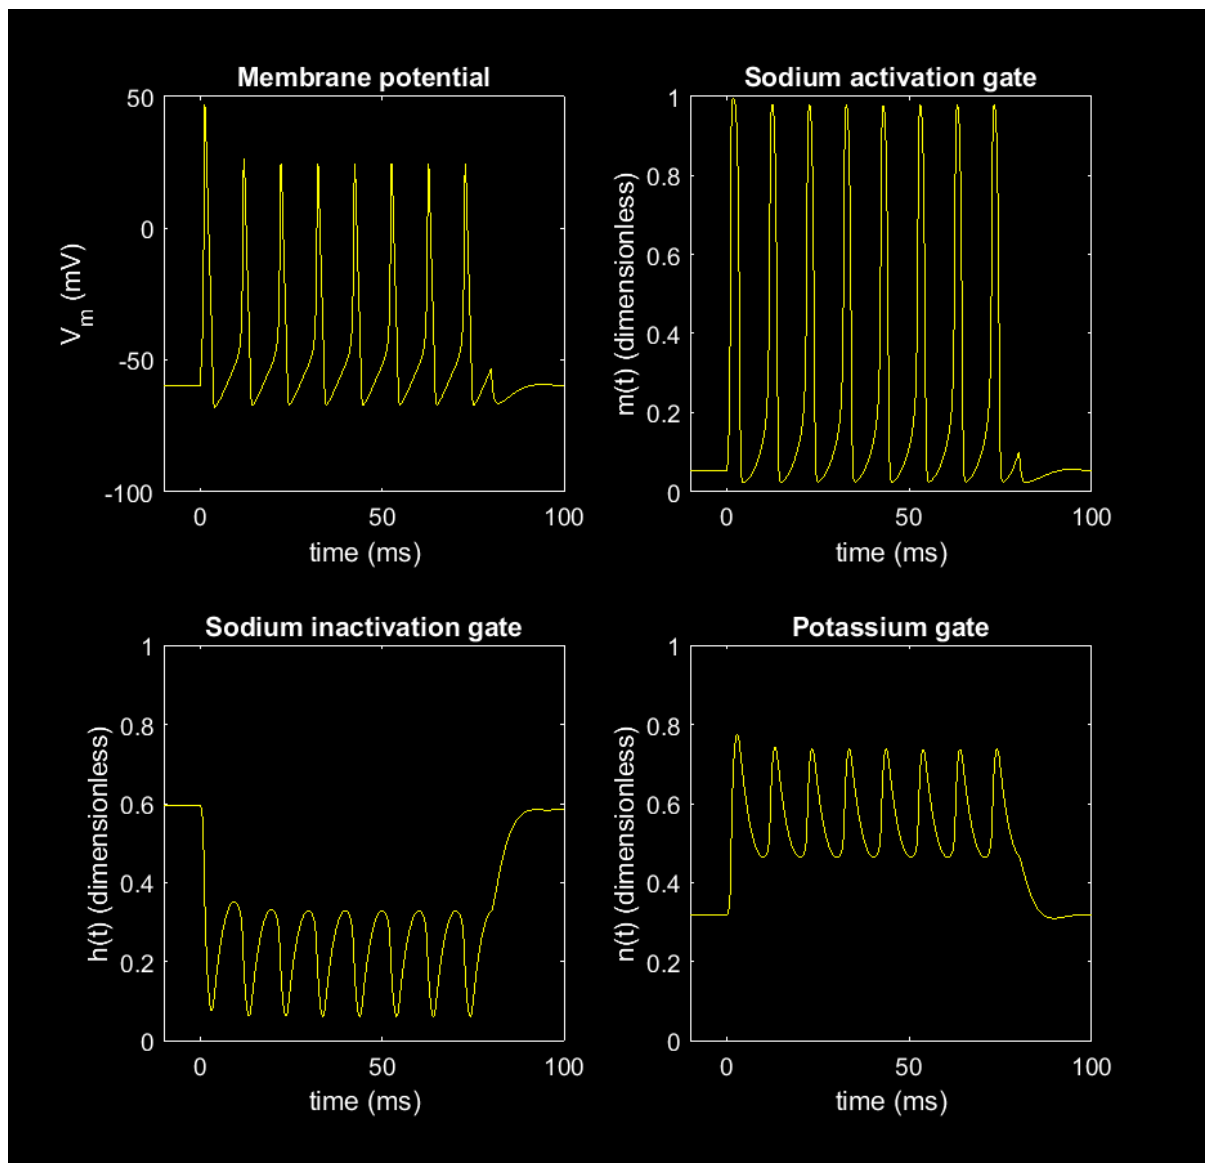 Membrane potential
50
0
-50
-100
V_m (mV)
0 50 100
time (ms)
Sodium activation gate
1
0.8
0.6
0.4
0.2
0
m(t) (dimensionless)
0 50 100
time (ms)
Sodium inactivation gate
1
0.8
0.6
0.4
0.2
0
h(t) (dimensionless)
0 50 100
time (ms)
Potassium gate
1
0.8
0.6
0.4
0.2
0
n(t) (dimensionless)
0 50 100
time (ms)